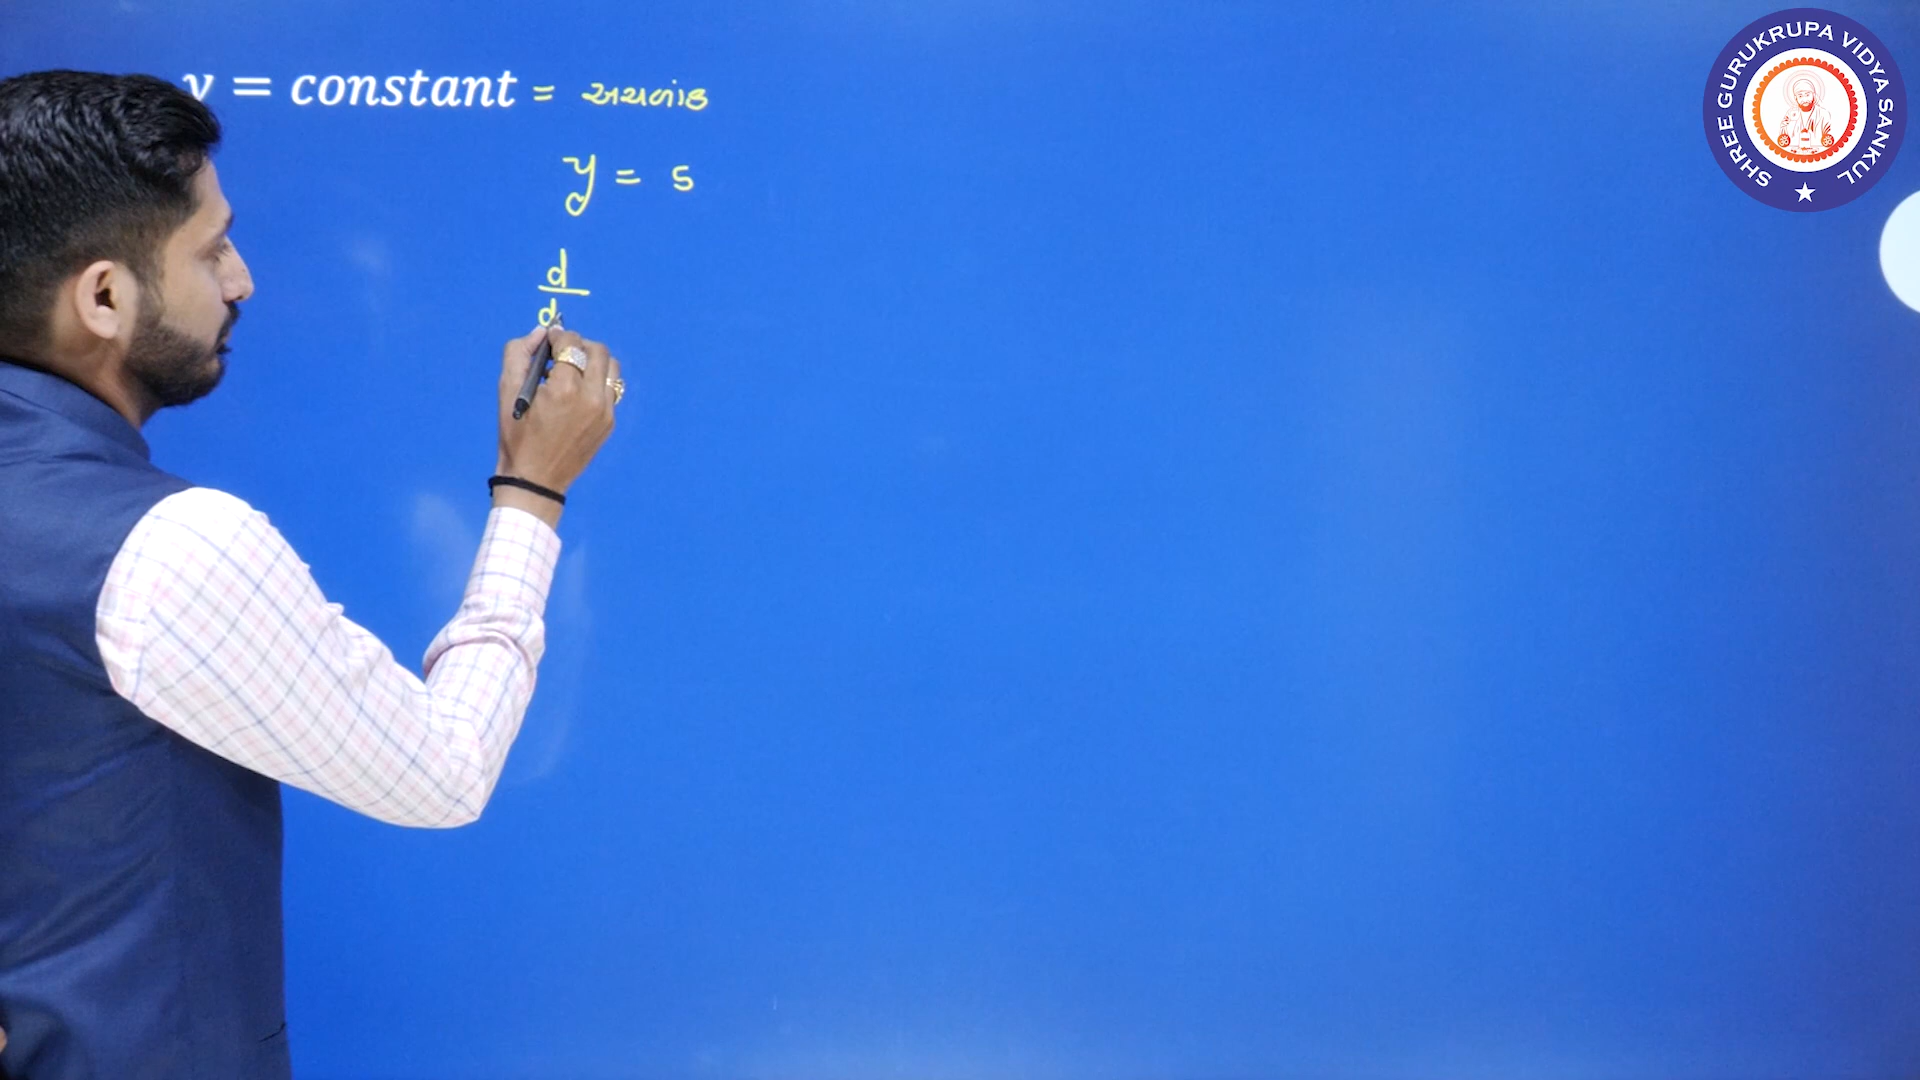 y = constant = અચળાંક
y = 5
d
d
SHREE GURUKRUPA VIDYA SANKUL